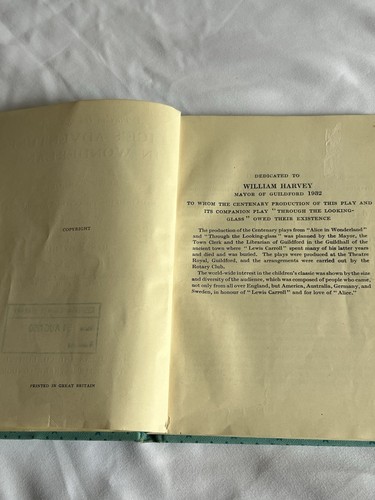 COPYRIGHT
PRINTED IN GREAT BRITAIN
DEDICATED TO
WILLIAM HARVEY
MAYOR OF GUILDFORD 1932
TO WHOM THE CENTENARY PRODUCTION OF THIS PLAY AND
ITS COMPANION PLAY "THROUGH THE LOOKING-
GLASS" OWED THEIR EXISTENCE
The production of the Centenary plays from "Alice in Wonderland"
and "Through the Looking-glass" was planned by the Mayor, the
Town Clerk and the Librarian of Guildford in the Guildhall of the
ancient town where "Lewis Carroll" spent many of his latter years
and died and was buried. The plays were produced at the Theatre
Royal, Guildford, and the arrangements were carried out by the
Rotary Club.
The world-wide interest in the children's classic was shown by the size
and diversity of the audience, which was composed of people who came,
not only from all over England, but America, Australia, Germany, and
Sweden, in honour of "Lewis Carroll" and for love of "Alice."